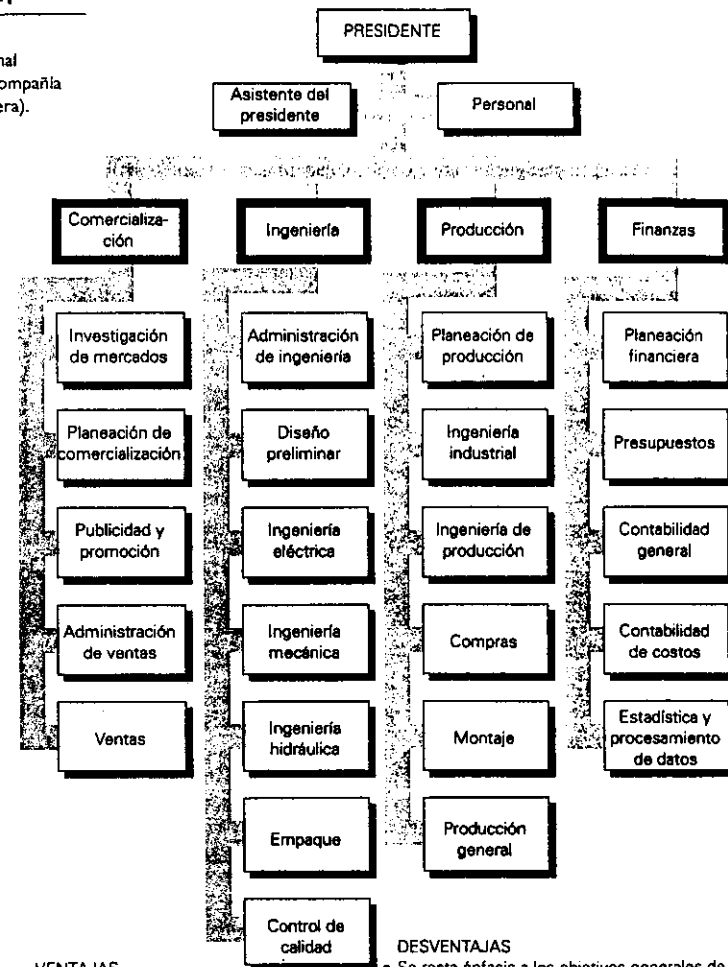 nal
ompañía
era).
PRESIDENTE
Asistente del
presidente
Personal
Comercializa-
ción
Ingeniería
Producción
Finanzas
Investigación
de mercados
Planeación de
comercialización
Publicidad y
promoción
Administración
de ventas
Ventas
Administración
de ingeniería
Diseño
preliminar
Ingeniería
eléctrica
Ingeniería
mecánica
Ingeniería
hidráulica
Empaque
Control de
calidad
Planeación de
producción
Ingeniería
industrial
Ingeniería de
producción
Compras
Montaje
Producción
general
Planeación
financiera
Presupuestos
Contabilidad
general
Contabilidad
de costos
Estadística y
procesamiento
de datos
VENTAJAS
DESVENTAJAS
Se resta énfasis a los objetivos generales de